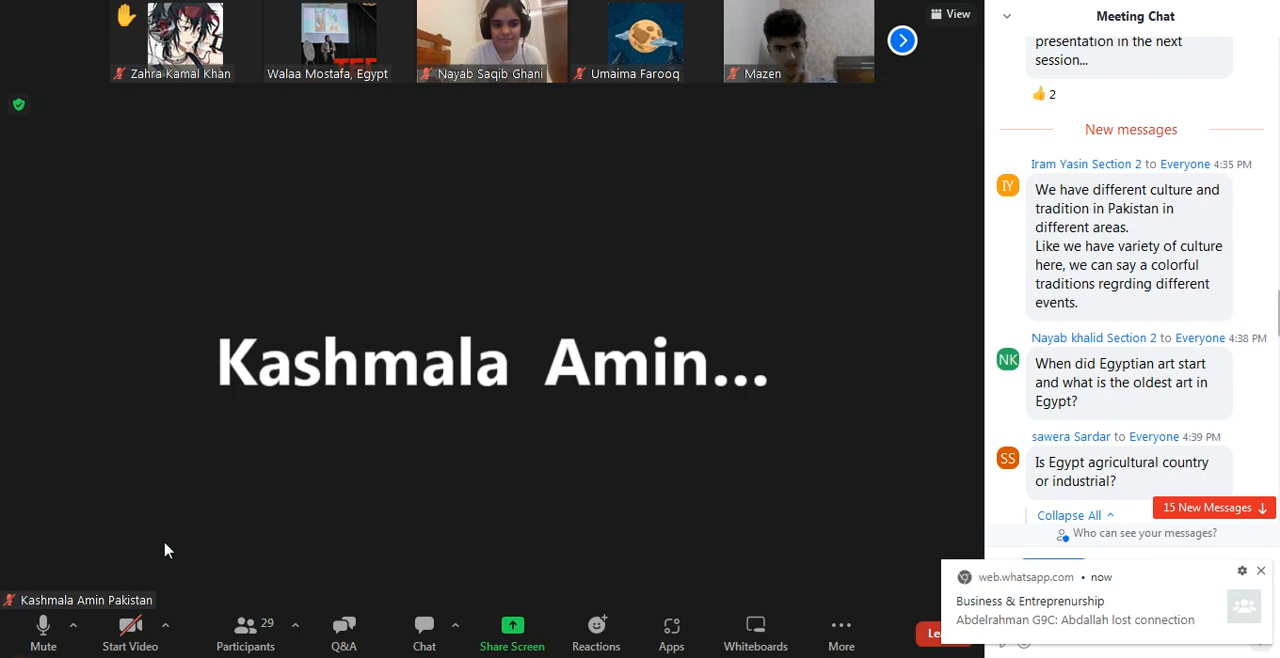 View
Zahra Kamal Khan
Walaa Mostafa, Egypt
Nayab Saqib Ghani
Umaima Farooq
Mazen
Kashmala Amin...
Kashmala Amin Pakistan
Mute
Start Video
29
Participants
Q&A
Chat
Share Screen
Reactions
Apps
Whiteboards
More
Meeting Chat
presentation in the next
session...
2
New messages
Iram Yasin Section 2 to Everyone 4:35 PM
IY
We have different culture and
tradition in Pakistan in
different areas.
Like we have variety of culture
here, we can say a colorful
traditions regrding different
events.
Nayab khalid Section 2 to Everyone 4:38 PM
NK
When did Egyptian art start
and what is the oldest art in
Egypt?
sawera Sardar to Everyone 4:39 PM
SS
Is Egypt agricultural country
or industrial?
Collapse All
15 New Messages
Who can see your messages?
web.whatsapp.com • now
Business & Entreprenurship
Abdelrahman G9C: Abdallah lost connection